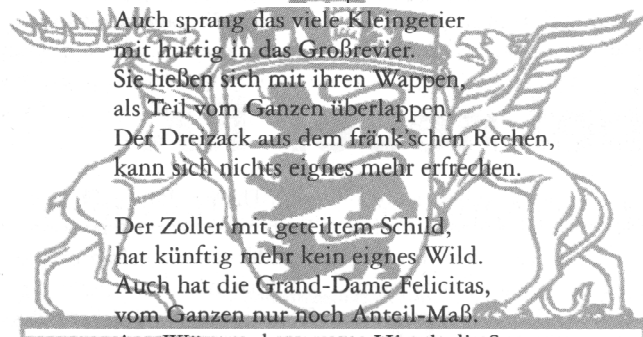 Auch sprang das viele Kleingetier
mit hurtig in das Großrevier.
Sie ließen sich mit ihren Wappen,
als Teil vom Ganzen überlappen.
Der Dreizack aus dem fränk'schen Rechen,
kann sich nichts eignes mehr erfrechen.
Der Zoller mit geteiltem Schild,
hat künftig mehr kein eignes Wild.
Auch hat die Grand-Dame Felicitas,
vom Ganzen nur noch Anteil-Maß.